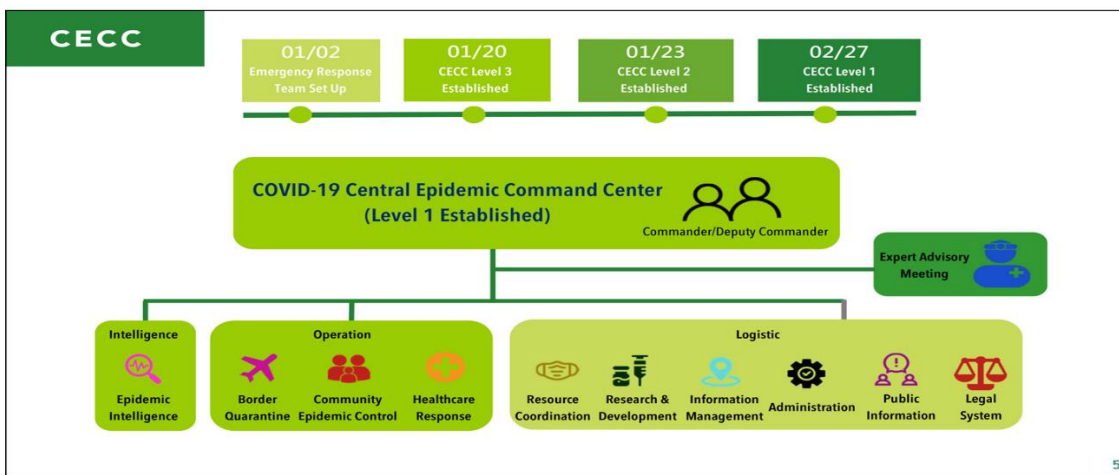 CECC
01/02
Emergency Response
Team Set Up
01/20
CECC Level 3
Established
01/23
CECC Level 2
Established
02/27
CECC Level 1
Established
COVID-19 Central Epidemic Command Center
(Level 1 Established)
Commander/Deputy Commander
Expert Advisory
Meeting
Intelligence
Epidemic
Intelligence
Operation
Border
Quarantine
Community
Epidemic Control
Healthcare
Response
Logistic
Resource
Coordination
Research &
Development
Information
Management
Administration
Public
Information
Legal
System
5